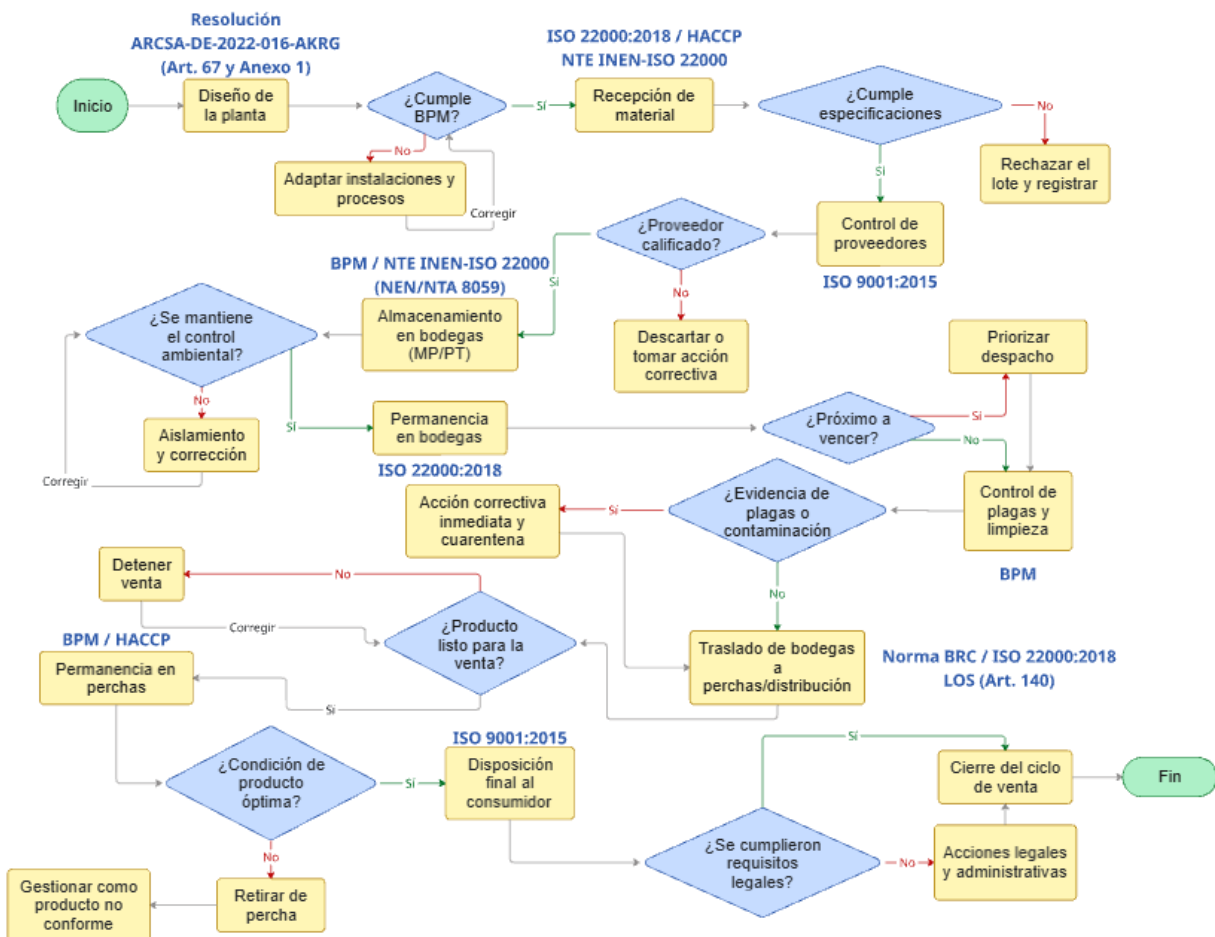 Resolución
ARCSA-DE-2022-016-AKRG
(Art. 67 y Anexo 1)
ISO 22000:2018 / HACCP
NTE INEN-ISO 22000
Inicio
Diseño de
la planta
¿Cumple
BPM?
Sí
Recepción de
material
¿Cumple
especificaciones
No
Rechazar el
lote y registrar
No
Adaptar instalaciones y
procesos
Corregir
Sí
Control de
proveedores
ISO 9001:2015
¿Proveedor
calificado?
No
Descartar o
tomar acción
correctiva
Sí
BPM / NTE INEN-ISO 22000
(NEN/NTA 8059)
Almacenamiento
en bodegas
(MP/PT)
¿Se mantiene
el control
ambiental?
No
Aislamiento
y corrección
Corregir
Sí
Permanencia
en bodegas
ISO 22000:2018
¿Próximo a
vencer?
Sí
Priorizar
despacho
No
Control de
plagas y
limpieza
BPM
¿Evidencia de
plagas o
contaminación
Sí
Acción correctiva
inmediata y
cuarentena
No
Traslado de bodegas
a
perchas/distribución
Norma BRC / ISO 22000:2018
LOS (Art. 140)
¿Producto
listo para la
venta?
No
Detener
venta
Corregir
Si
BPM / HACCP
Permanencia en
perchas
¿Condición de
producto
óptima?
Sí
ISO 9001:2015
Disposición
final al
consumidor
No
Retirar de
percha
Gestionar como
producto no
conforme
¿Se cumplieron
requisitos
legales?
Sí
Cierre del ciclo
de venta
No
Acciones legales
y administrativas
Fin